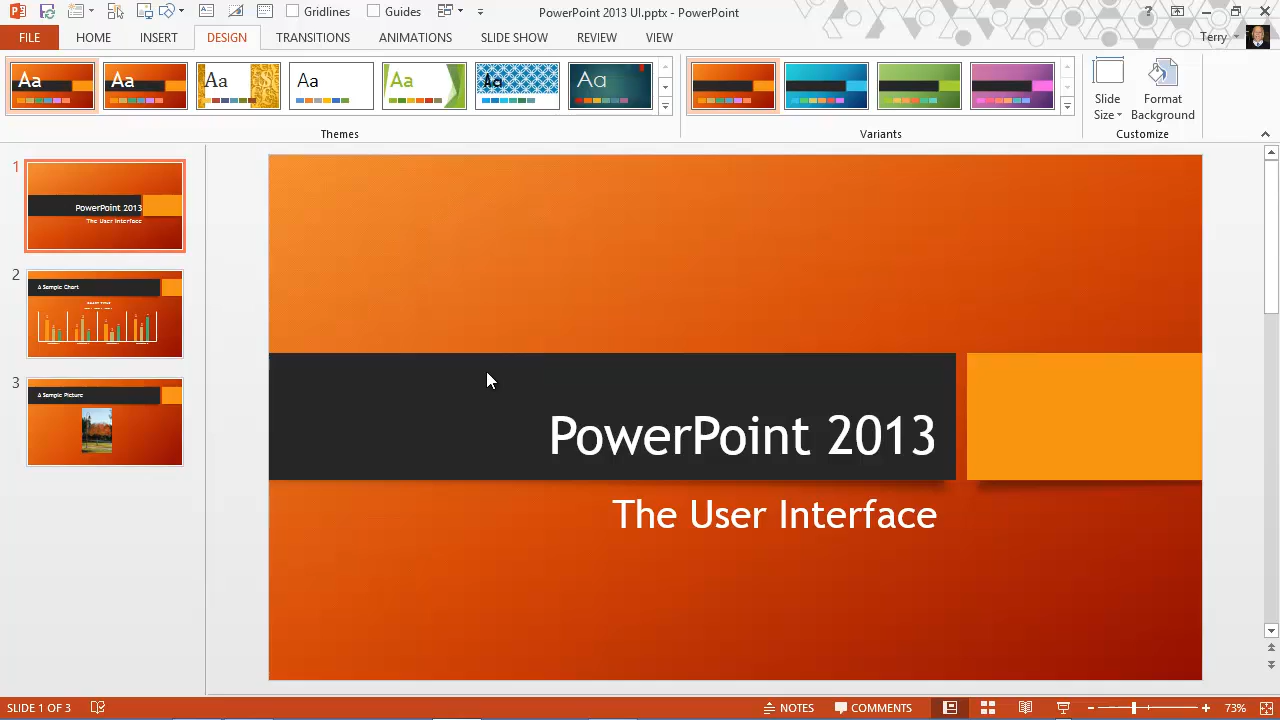 Gridlines
Guides
PowerPoint 2013 UI.pptx - PowerPoint
?
FILE
HOME
INSERT
DESIGN
TRANSITIONS
ANIMATIONS
SLIDE SHOW
REVIEW
VIEW
Terry
Aa
Aa
Aa
Aa
Aa
Aa
Aa
Slide Size
Format Background
Themes
Variants
Customize
1
PowerPoint 2013
The User Interface
2
A Sample Chart
3
A Sample Picture
PowerPoint 2013
The User Interface
SLIDE 1 OF 3
NOTES
COMMENTS
73%